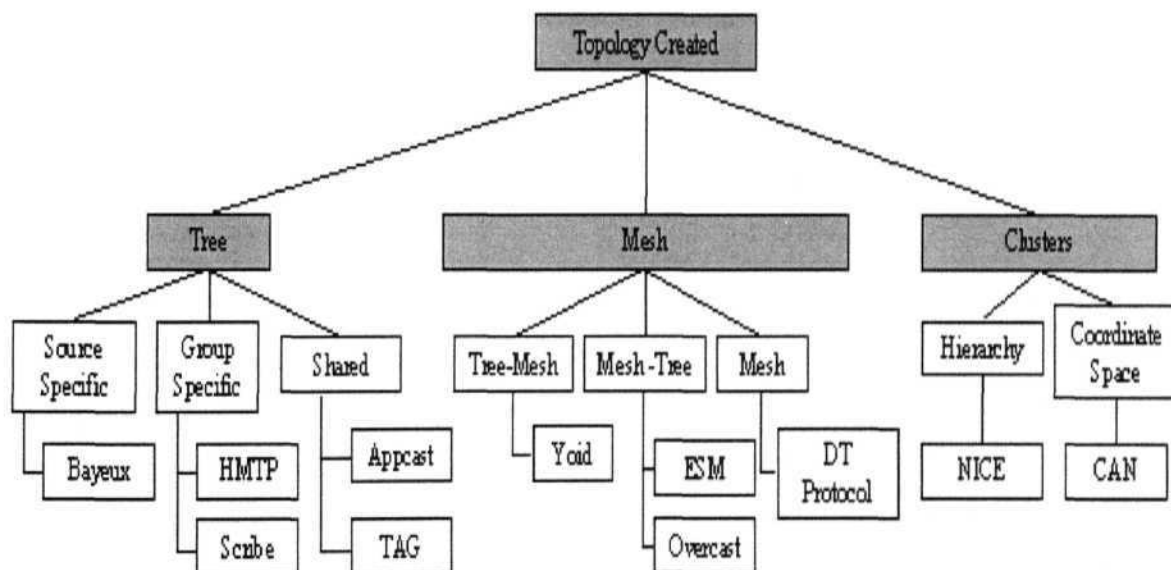 Topology Created
Tree
Mesh
Clusters
Source
Specific
Group
Specific
Shared
Tree-Mesh
Mesh-Tree
Mesh
Hierarchy
Coordinate
Space
Bayeux
HMTP
Scribe
Appcast
TAG
Yoid
ESM
Overcast
DT
Protocol
NICE
CAN